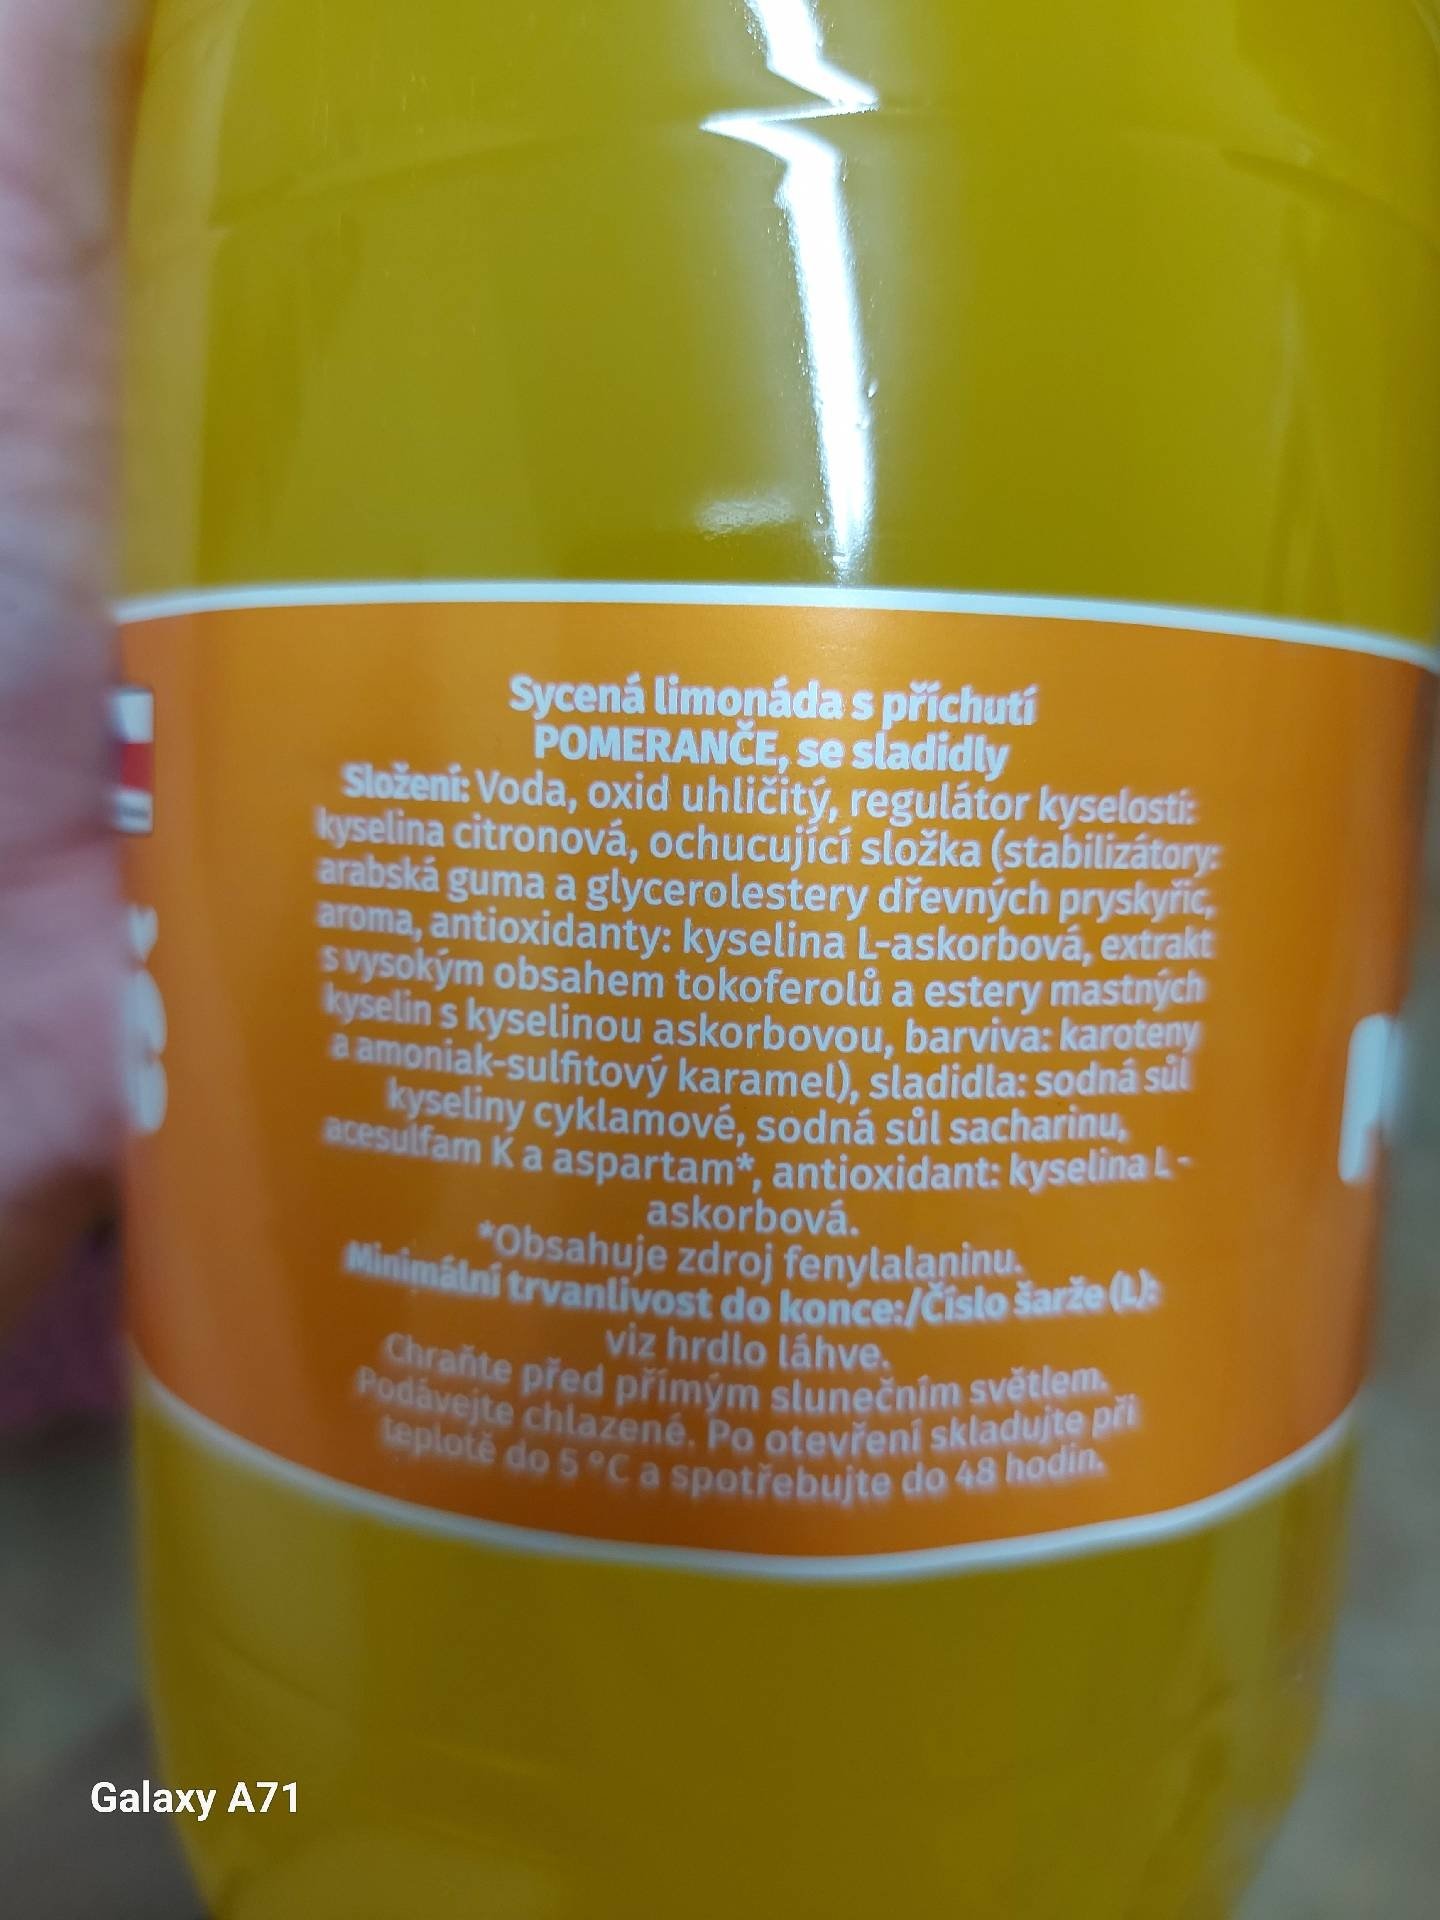 Sycená limonáda s příchutí
POMERANČE, se sladidly
Složení: Voda, oxid uhličitý, regulátor kyselosti:
kyselina citronová, ochucující složka (stabilizátory:
arabská guma a glycerolestery dřevných pryskyřic,
aroma, antioxidanty: kyselina L-askorbová, extrakt
s vysokým obsahem tokoferolů a estery mastných
kyselin s kyselinou askorbovou, barviva: karoteny
a amoniak-sulfitový karamel), sladidla: sodná sůl
kyseliny cyklamové, sodná sůl sacharinu,
acesulfam K a aspartam*, antioxidant: kyselina L -
askorbová.
*Obsahuje zdroj fenylalaninu.
Minimální trvanlivost do konce:/Číslo šarže (L):
viz hrdlo láhve.
Chraňte před přímým slunečním světlem.
Podávejte chlazené. Po otevření skladujte při
teplotě do 5 °C a spotřebujte do 48 hodin.
Galaxy A71